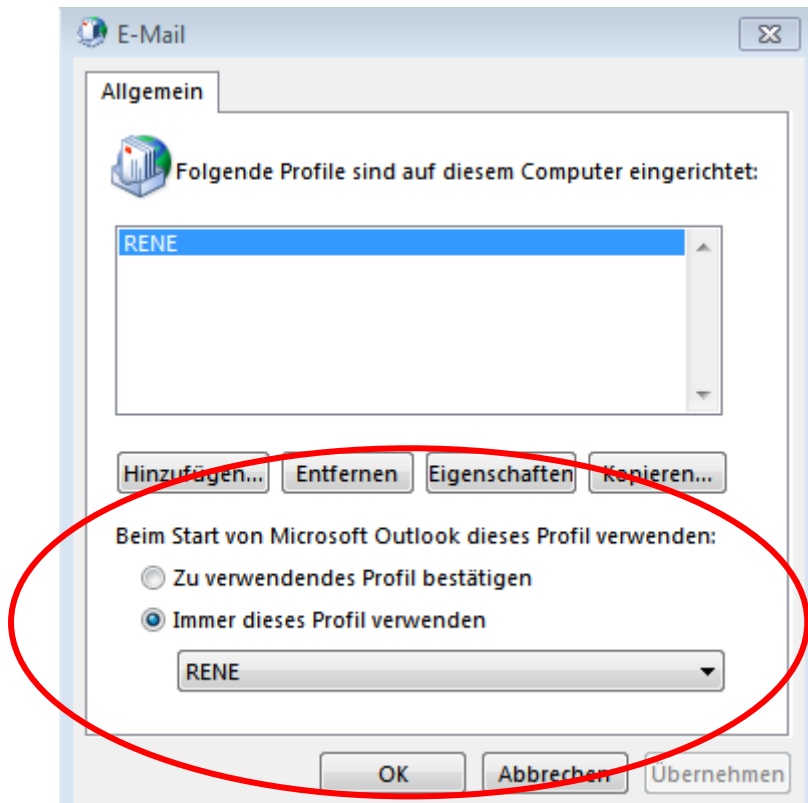 E-Mail
Allgemein
Folgende Profile sind auf diesem Computer eingerichtet:
RENE
Hinzufügen... Entfernen Eigenschaften Kopieren...
Beim Start von Microsoft Outlook dieses Profil verwenden:
Zu verwendendes Profil bestätigen
Immer dieses Profil verwenden
RENE
OK Abbrechen Übernehmen